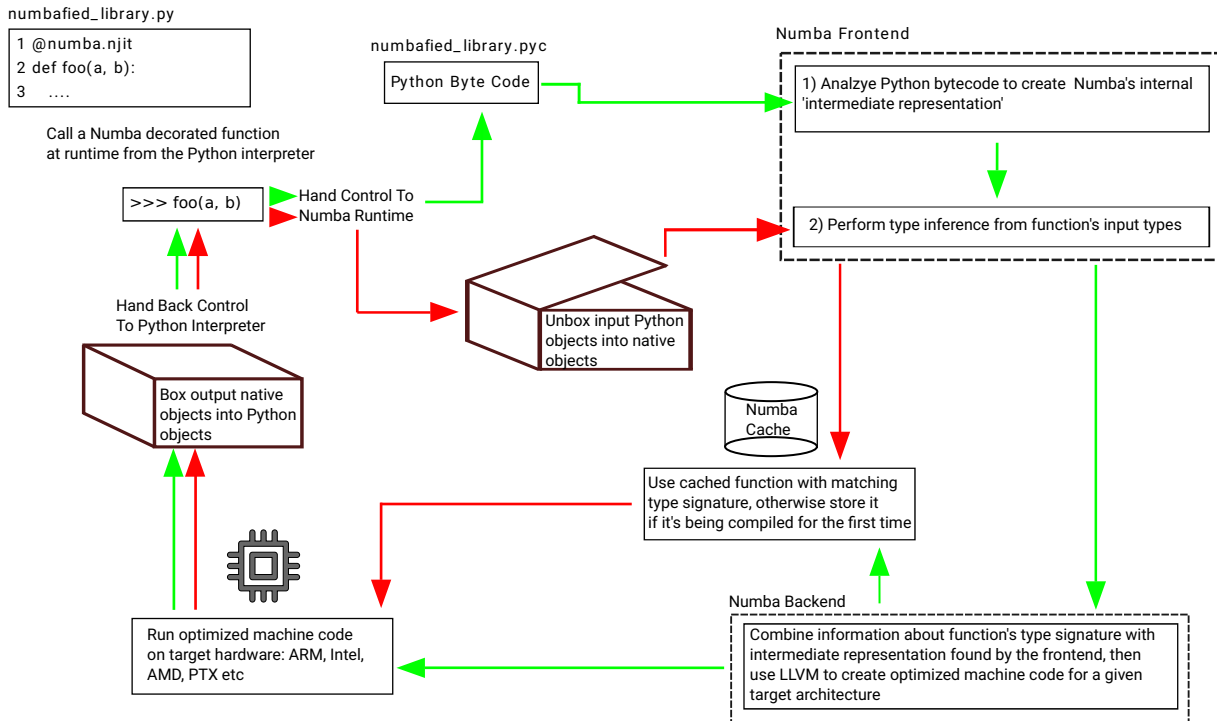 numbafied_library.py
1 @numba.njit
2 def foo(a, b):
3 ....
numbafied_library.pyc
Python Byte Code
Numba Frontend
1) Analzye Python bytecode to create Numba's internal
'intermediate representation'
2) Perform type inference from function's input types
Call a Numba decorated function
at runtime from the Python interpreter
>>> foo(a, b)
Hand Control To
Numba Runtime
Unbox input Python
objects into native
objects
Hand Back Control
To Python Interpreter
Box output native
objects into Python
objects
Numba
Cache
Use cached function with matching
type signature, otherwise store it
if it's being compiled for the first time
Numba Backend
Combine information about function's type signature with
intermediate representation found by the frontend, then
use LLVM to create optimized machine code for a given
target architecture
Run optimized machine code
on target hardware: ARM, Intel,
AMD, PTX etc